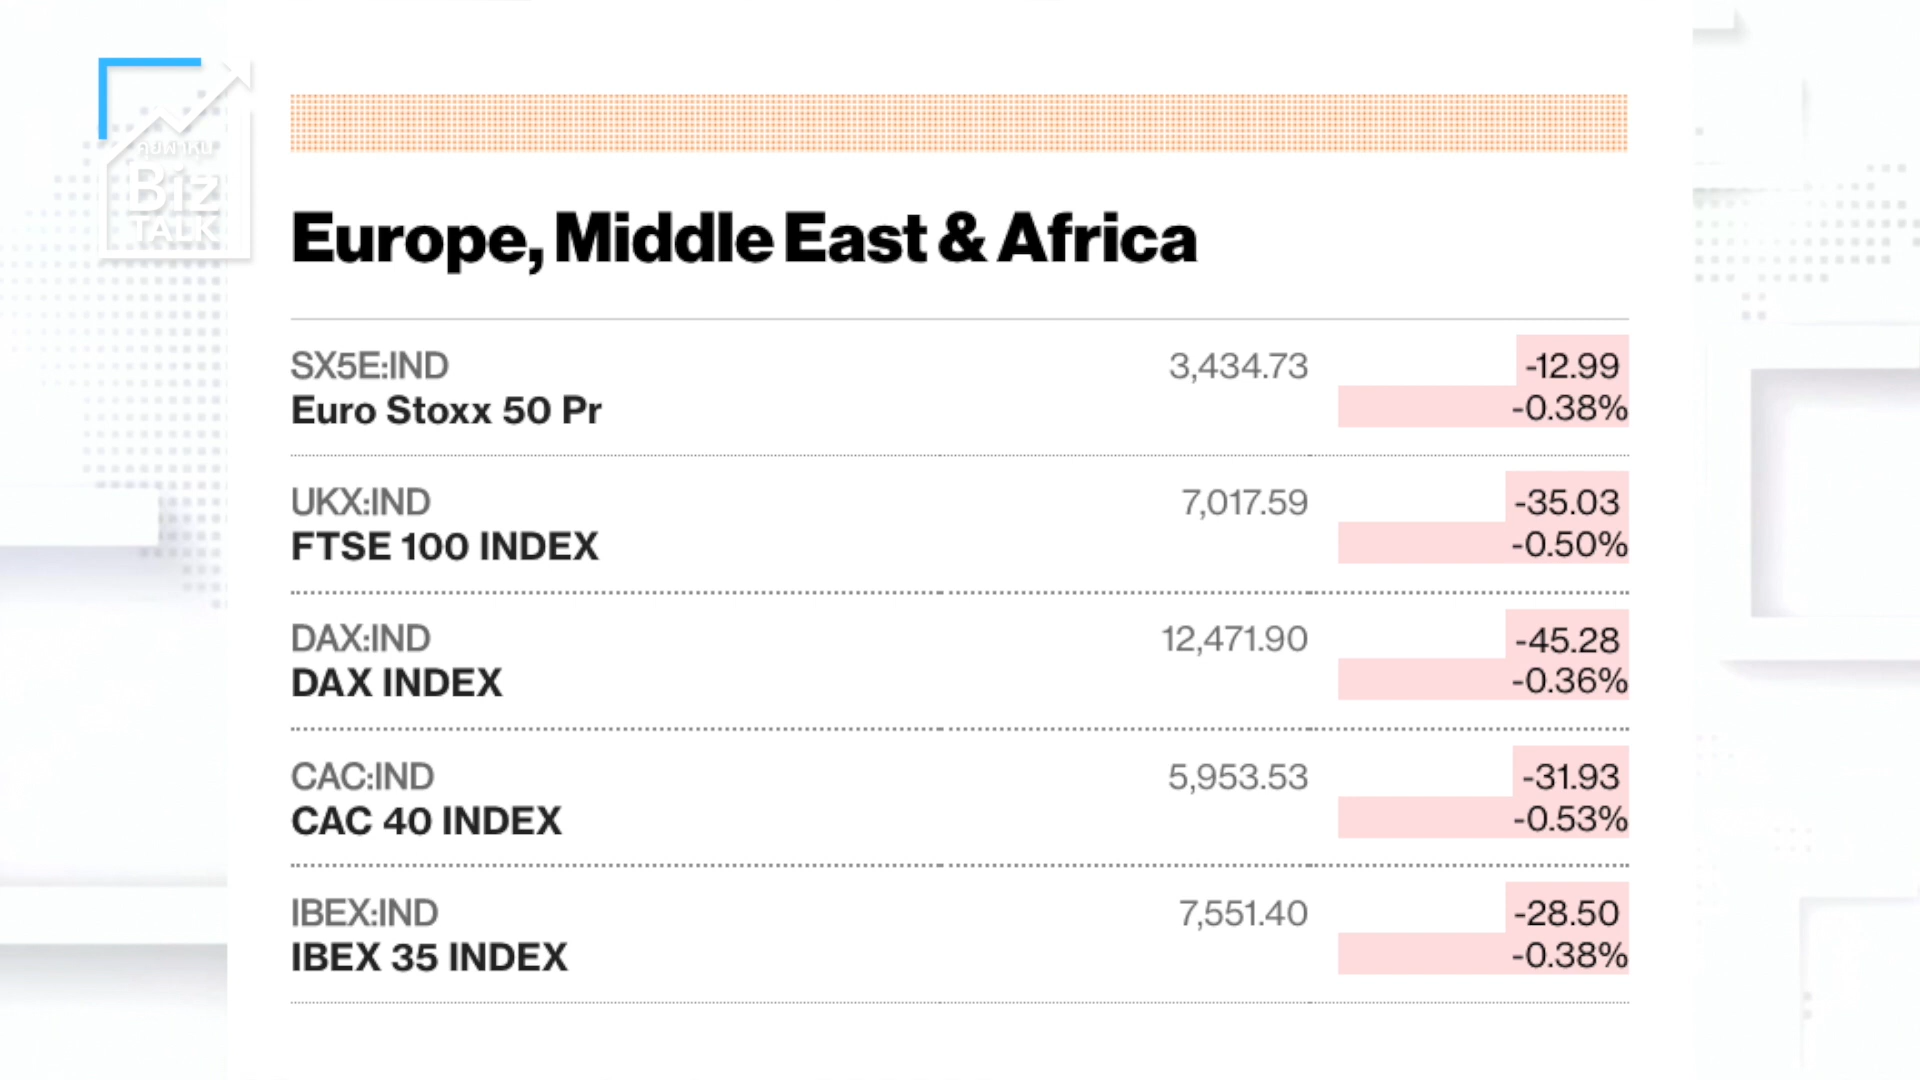 Biz
TALK
Europe, Middle East & Africa
SX5E:IND 3,434.73 -12.99
Euro Stoxx 50 Pr -0.38%
UKX:IND 7,017.59 -35.03
FTSE 100 INDEX -0.50%
DAX:IND 12,471.90 -45.28
DAX INDEX -0.36%
CAC:IND 5,953.53 -31.93
CAC 40 INDEX -0.53%
IBEX:IND 7,551.40 -28.50
IBEX 35 INDEX -0.38%